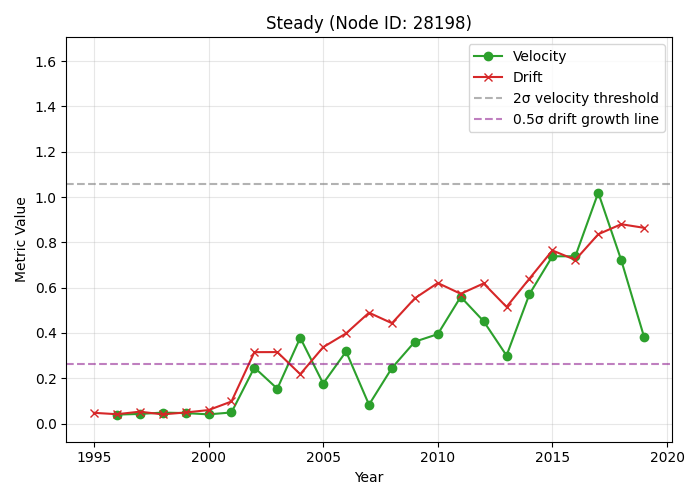 Steady (Node ID: 28198)
Velocity
Drift
2σ velocity threshold
0.5σ drift growth line
Metric Value
1.6
1.4
1.2
1.0
0.8
0.6
0.4
0.2
0.0
1995 2000 2005 2010 2015 2020
Year